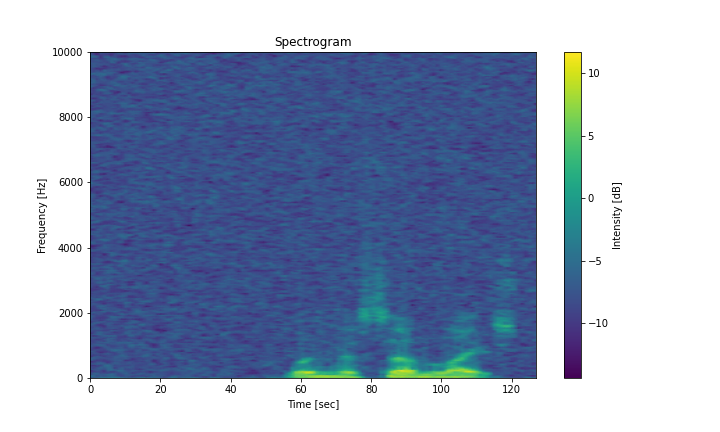 Spectrogram
10000
8000
6000
4000
2000
0
Frequency [Hz]
0 20 40 60 80 100 120
Time [sec]
10
5
0
−5
−10
Intensity [dB]